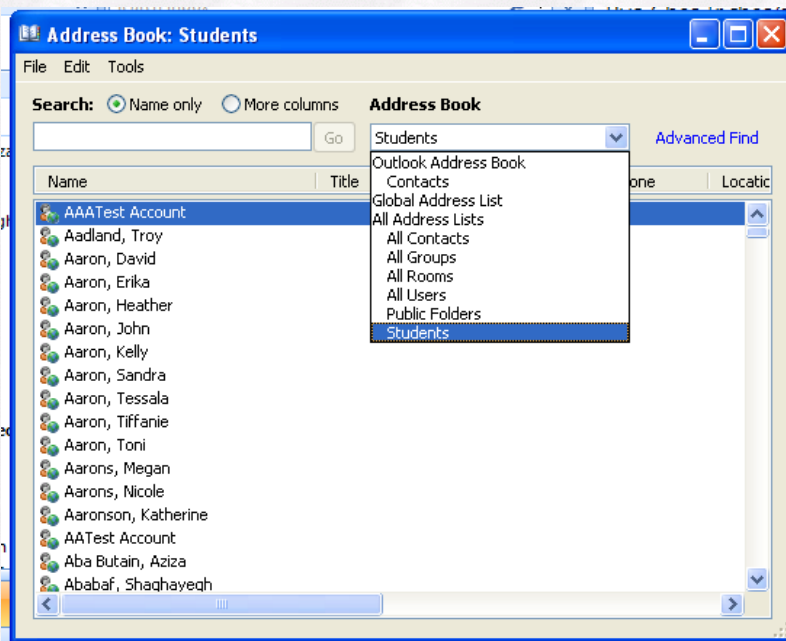 Address Book: Students
File Edit Tools
Search: Name only More columns Address Book
Go Students Advanced Find
Outlook Address Book
Contacts
Global Address List
All Address Lists
All Contacts
All Groups
All Rooms
All Users
Public Folders
Students
Name Title one Locatic
AAATest Account
Aadland, Troy
Aaron, David
Aaron, Erika
Aaron, Heather
Aaron, John
Aaron, Kelly
Aaron, Sandra
Aaron, Tessala
Aaron, Tiffanie
Aaron, Toni
Aarons, Megan
Aarons, Nicole
Aaronson, Katherine
AATest Account
Aba Butain, Aziza
Ababaf, Shaghayegh